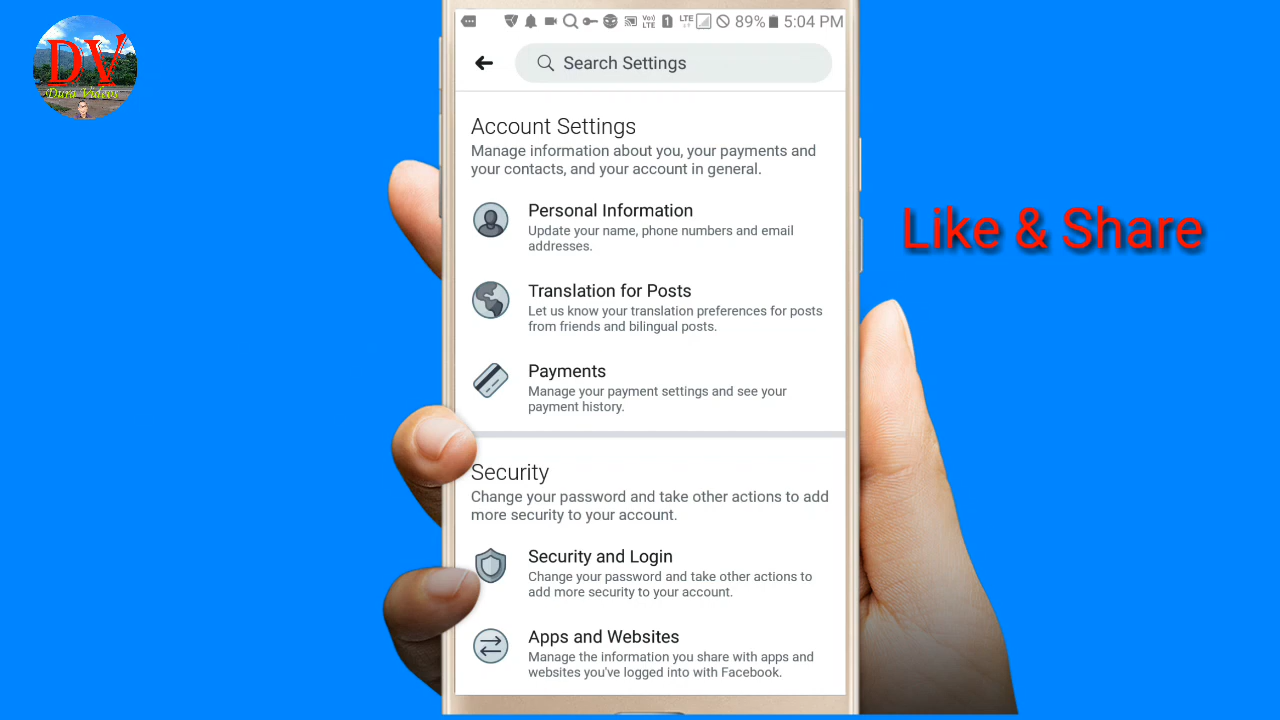 DV
Dura Videos
Vo))
LTE
1
LTE
89%
5:04 PM
Search Settings
Account Settings
Manage information about you, your payments and
your contacts, and your account in general.
Personal Information
Update your name, phone numbers and email
addresses.
Translation for Posts
Let us know your translation preferences for posts
from friends and bilingual posts.
Payments
Manage your payment settings and see your
payment history.
Security
Change your password and take other actions to add
more security to your account.
Security and Login
Change your password and take other actions to
add more security to your account.
Apps and Websites
Manage the information you share with apps and
websites you've logged into with Facebook.
Like & Share